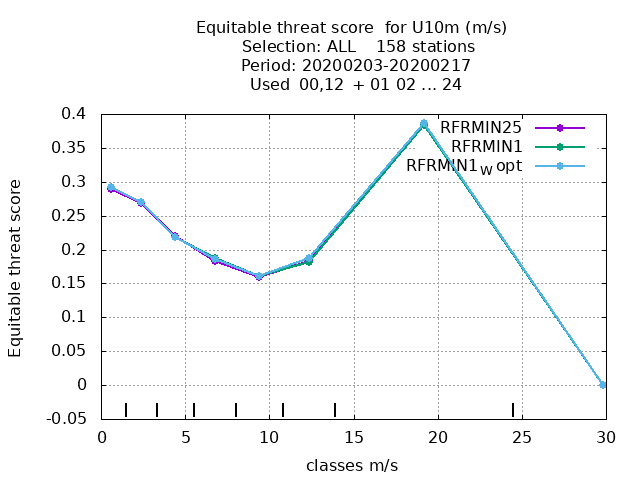 Equitable threat score for U10m (m/s)
Selection: ALL 158 stations
Period: 20200203-20200217
Used 00,12 + 01 02 ... 24
0.4
0.35
0.3
0.25
0.2
0.15
0.1
0.05
0
-0.05
Equitable threat score
RFRMIN25
RFRMIN1
RFRMIN1W opt
0 5 10 15 20 25 30
classes m/s